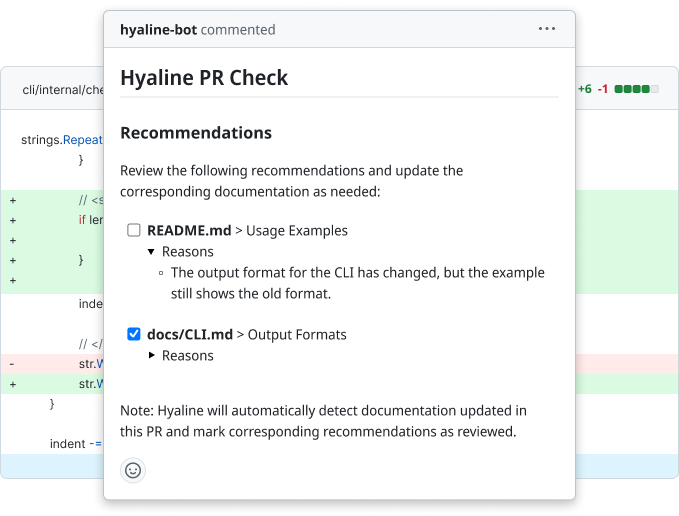 hyaline-bot commented
Hyaline PR Check
Recommendations
Review the following recommendations and update the
corresponding documentation as needed:
README.md > Usage Examples
Reasons
The output format for the CLI has changed, but the example
still shows the old format.
docs/CLI.md > Output Formats
Reasons
Note: Hyaline will automatically detect documentation updated in
this PR and mark corresponding recommendations as reviewed.
cli/internal/che
+6 -1
strings.Repeat
}
+ // <s
+ if ler
+
+ }
+
inde
// </
- str.W
+ str.W
}
indent -=